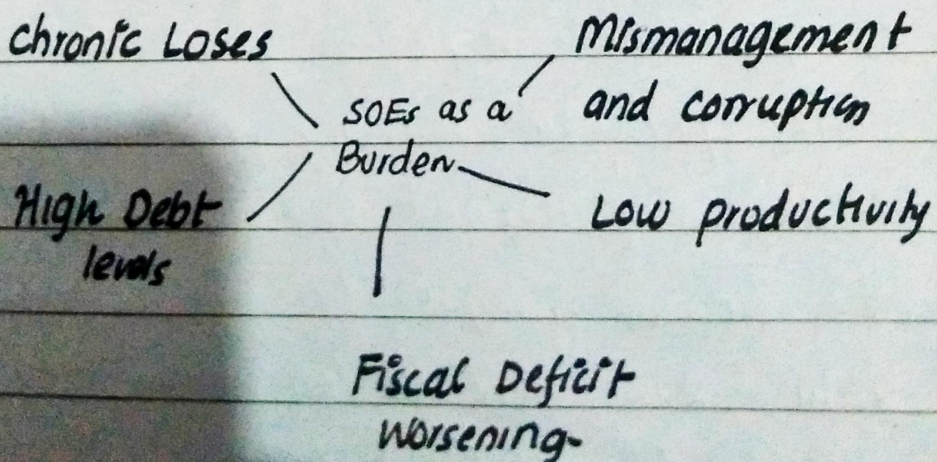 Chronic Loses
Mismanagement
and corruption
SOEs as a
Burden
High Debt
levels
Low productivity
Fiscal Deficit
Worsening-